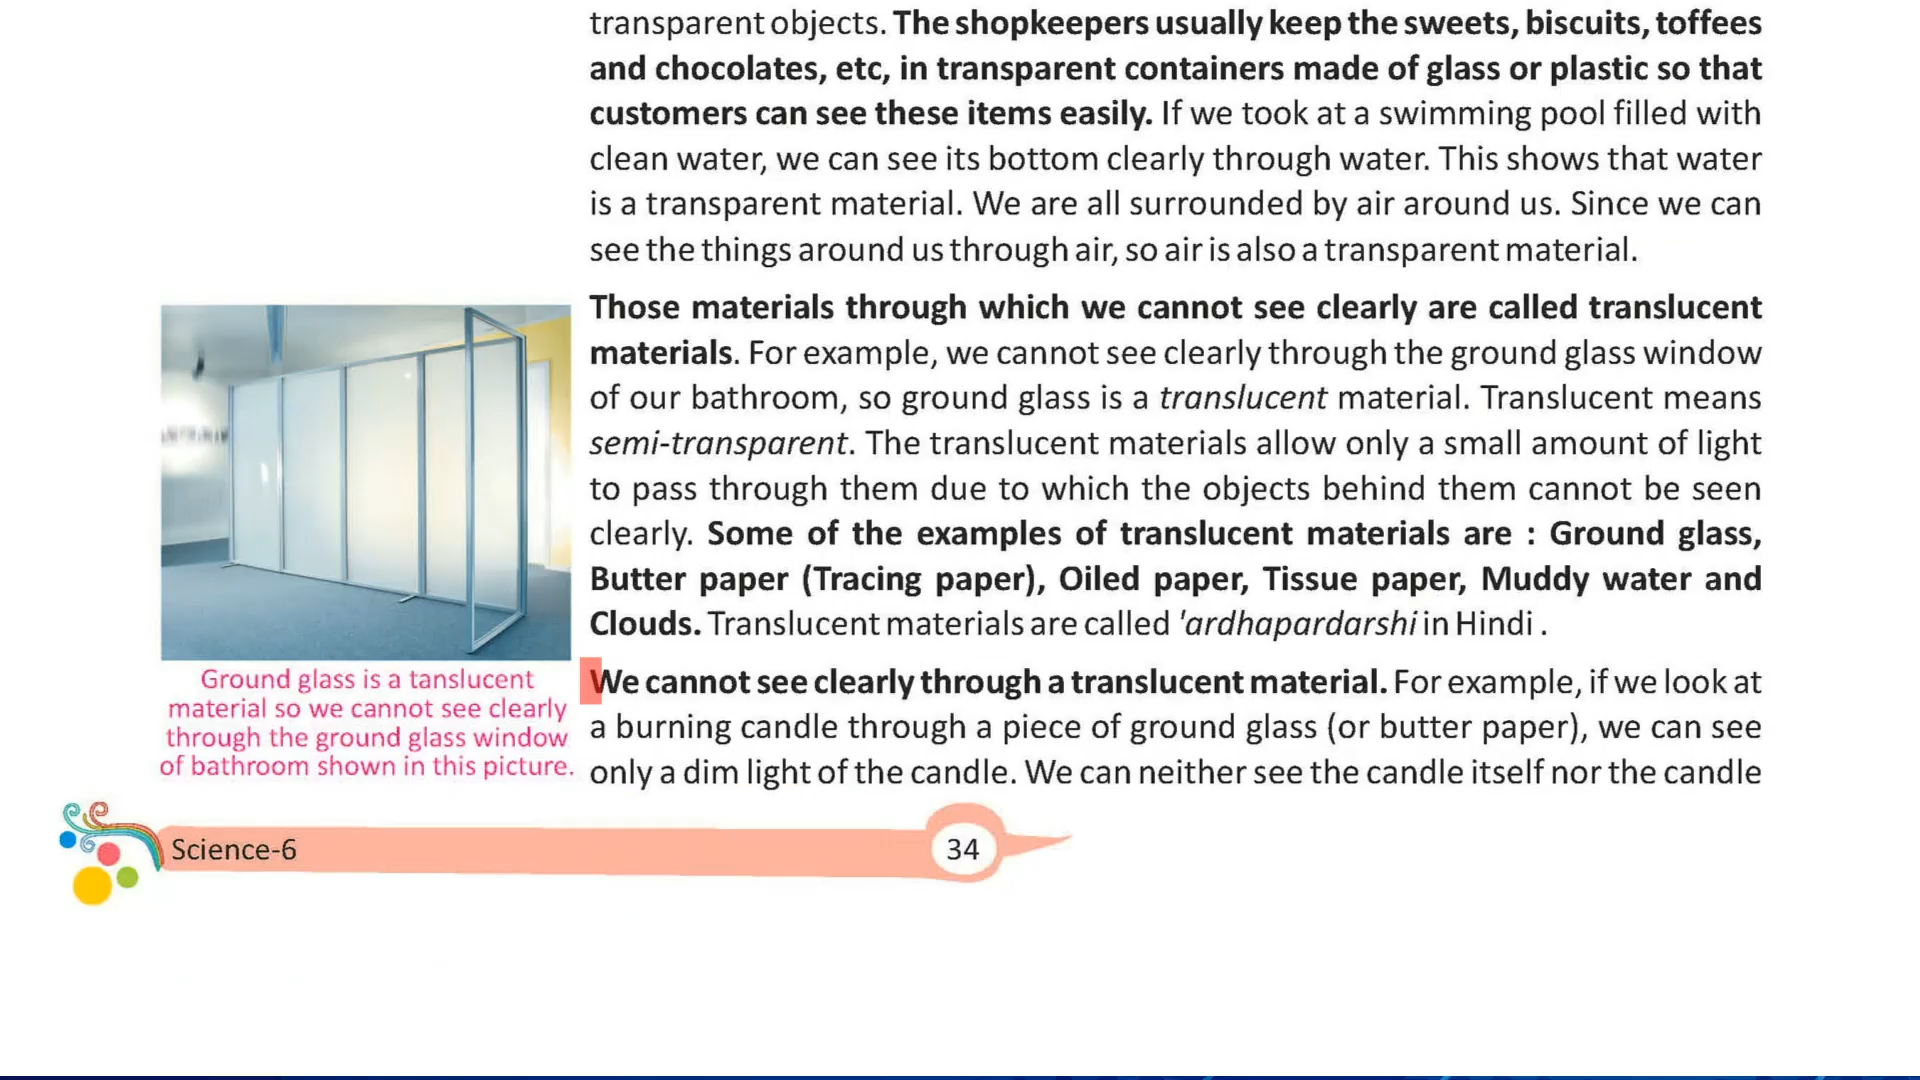 transparent objects. The shopkeepers usually keep the sweets, biscuits, toffees
and chocolates, etc, in transparent containers made of glass or plastic so that
customers can see these items easily. If we took at a swimming pool filled with
clean water, we can see its bottom clearly through water. This shows that water
is a transparent material. We are all surrounded by air around us. Since we can
see the things around us through air, so air is also a transparent material.
Those materials through which we cannot see clearly are called translucent
materials. For example, we cannot see clearly through the ground glass window
of our bathroom, so ground glass is a translucent material. Translucent means
semi-transparent. The translucent materials allow only a small amount of light
to pass through them due to which the objects behind them cannot be seen
clearly. Some of the examples of translucent materials are : Ground glass,
Butter paper (Tracing paper), Oiled paper, Tissue paper, Muddy water and
Clouds. Translucent materials are called 'ardhapardarshi in Hindi .
Ground glass is a tanslucent
material so we cannot see clearly
through the ground glass window
of bathroom shown in this picture.
We cannot see clearly through a translucent material. For example, if we look at
a burning candle through a piece of ground glass (or butter paper), we can see
only a dim light of the candle. We can neither see the candle itself nor the candle
Science-6
34